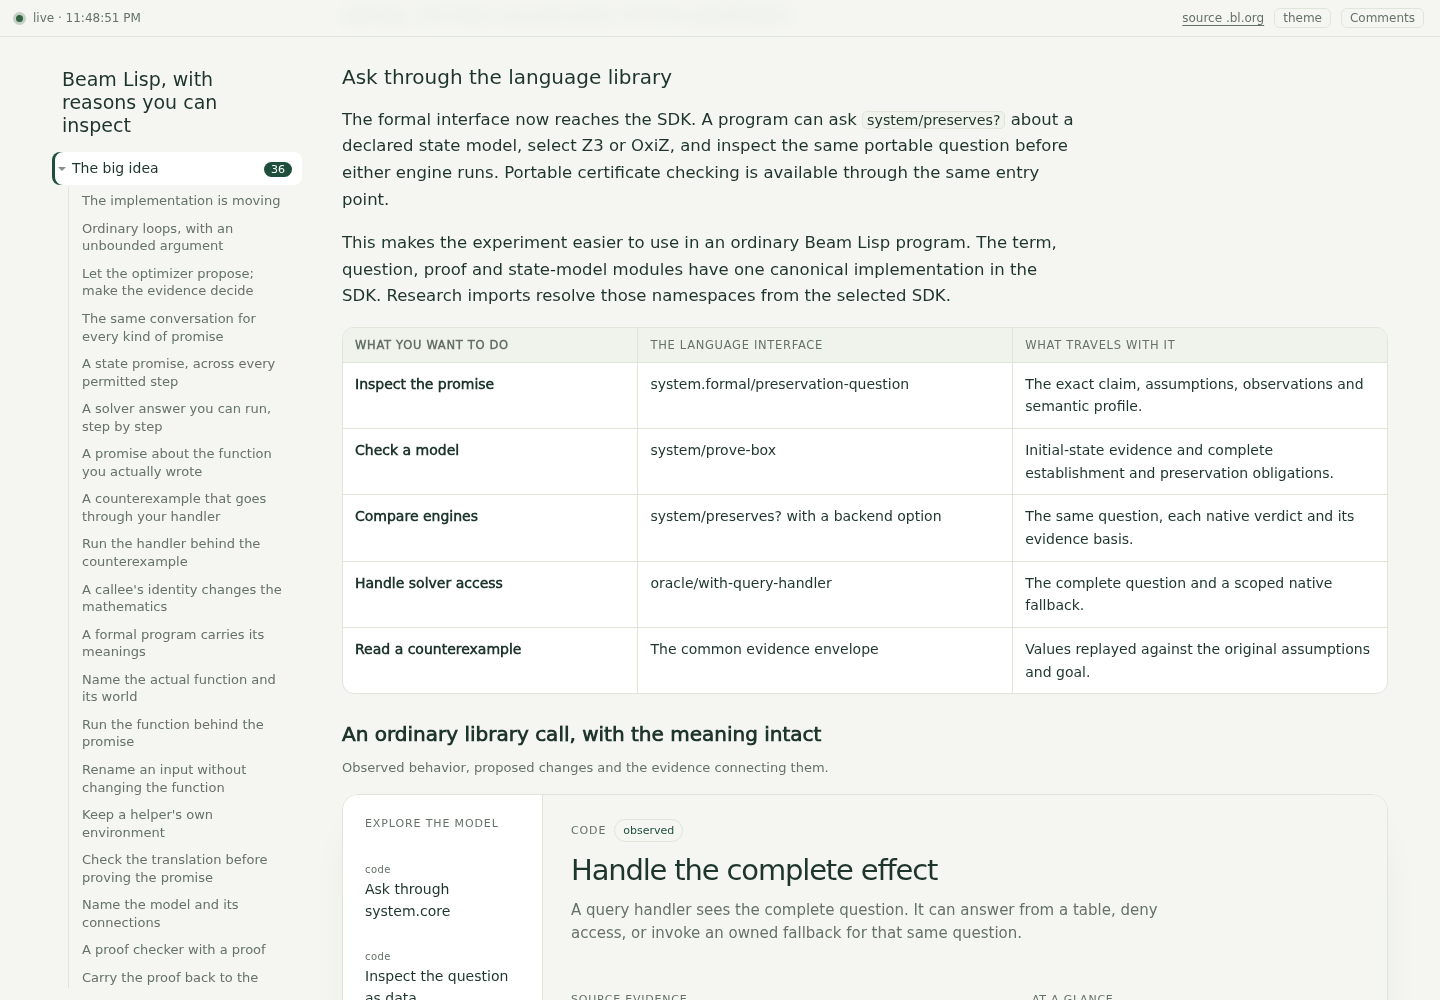 live · 11:48:51 PM
source .bl.org
theme
Comments
Beam Lisp, with
reasons you can
inspect
The big idea
36
The implementation is moving
Ordinary loops, with an
unbounded argument
Let the optimizer propose;
make the evidence decide
The same conversation for
every kind of promise
A state promise, across every
permitted step
A solver answer you can run,
step by step
A promise about the function
you actually wrote
A counterexample that goes
through your handler
Run the handler behind the
counterexample
A callee's identity changes the
mathematics
A formal program carries its
meanings
Name the actual function and
its world
Run the function behind the
promise
Rename an input without
changing the function
Keep a helper's own
environment
Check the translation before
proving the promise
Name the model and its
connections
A proof checker with a proof
Carry the proof back to the
Ask through the language library
The formal interface now reaches the SDK. A program can ask system/preserves? about a
declared state model, select Z3 or OxiZ, and inspect the same portable question before
either engine runs. Portable certificate checking is available through the same entry
point.
This makes the experiment easier to use in an ordinary Beam Lisp program. The term,
question, proof and state-model modules have one canonical implementation in the
SDK. Research imports resolve those namespaces from the selected SDK.
WHAT YOU WANT TO DO
THE LANGUAGE INTERFACE
WHAT TRAVELS WITH IT
Inspect the promise
system.formal/preservation-question
The exact claim, assumptions, observations and
semantic profile.
Check a model
system/prove-box
Initial-state evidence and complete
establishment and preservation obligations.
Compare engines
system/preserves? with a backend option
The same question, each native verdict and its
evidence basis.
Handle solver access
oracle/with-query-handler
The complete question and a scoped native
fallback.
Read a counterexample
The common evidence envelope
Values replayed against the original assumptions
and goal.
An ordinary library call, with the meaning intact
Observed behavior, proposed changes and the evidence connecting them.
EXPLORE THE MODEL
code
Ask through
system.core
code
Inspect the question
as data
CODE
observed
Handle the complete effect
A query handler sees the complete question. It can answer from a table, deny
access, or invoke an owned fallback for that same question.
SOURCE EVIDENCE
AT A GLANCE